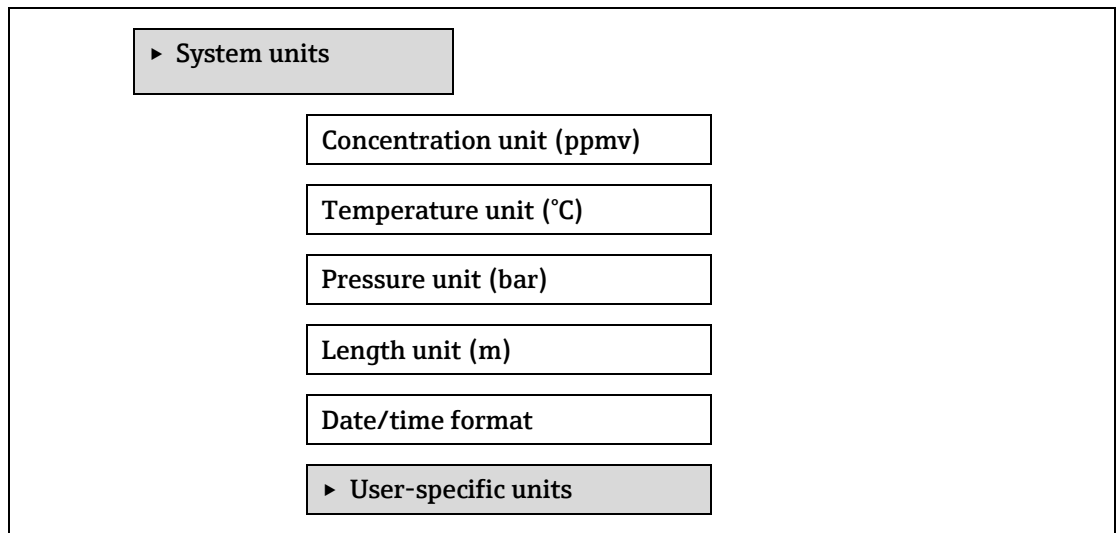 ▸ System units
Concentration unit (ppmv)
Temperature unit (°C)
Pressure unit (bar)
Length unit (m)
Date/time format
▸ User-specific units